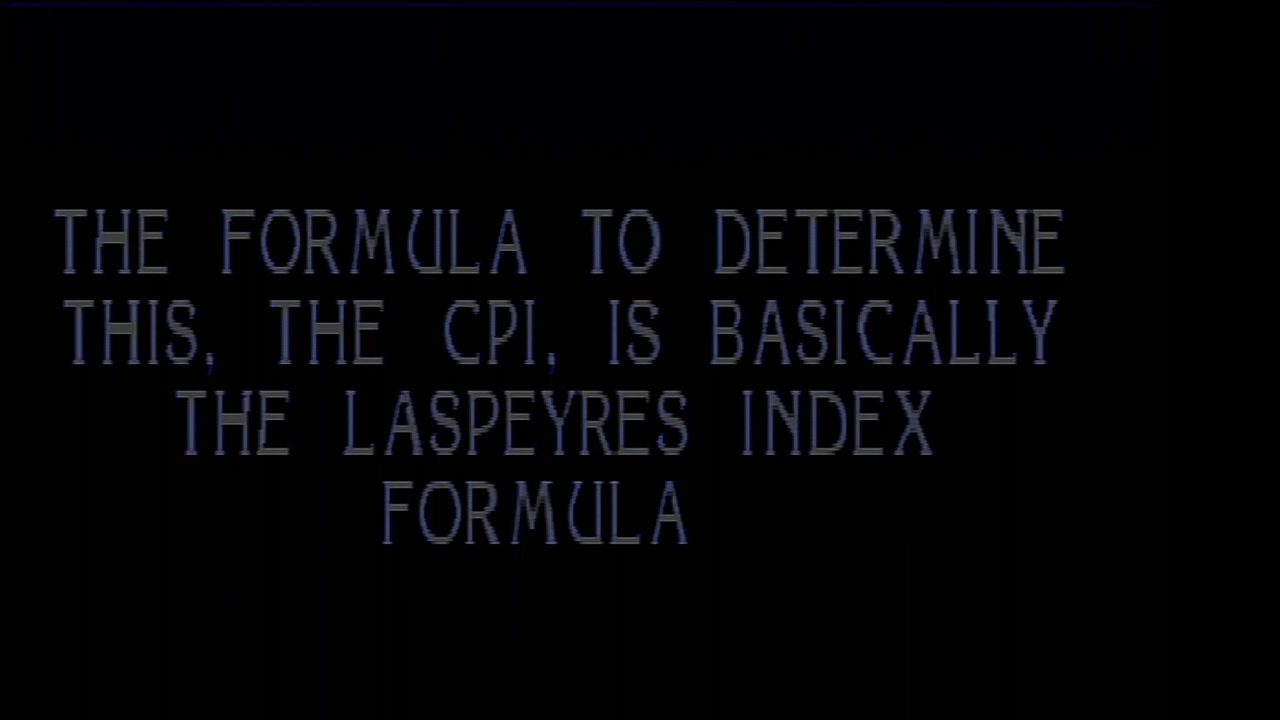 THE FORMULA TO DETERMINE
THIS, THE CPI, IS BASICALLY
THE LASPEYRES INDEX
FORMULA